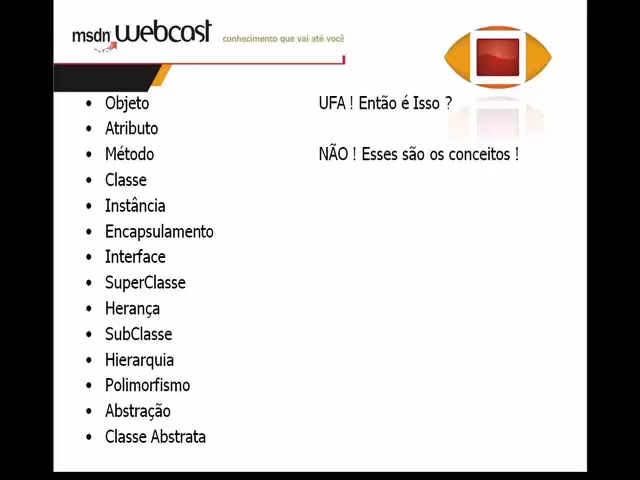 msdn webcast conhecimento que vai até você
• Objeto
• Atributo
• Método
• Classe
• Instância
• Encapsulamento
• Interface
• SuperClasse
• Herança
• SubClasse
• Hierarquia
• Polimorfismo
• Abstração
• Classe Abstrata
UFA ! Então é Isso ?
NÃO ! Esses são os conceitos !